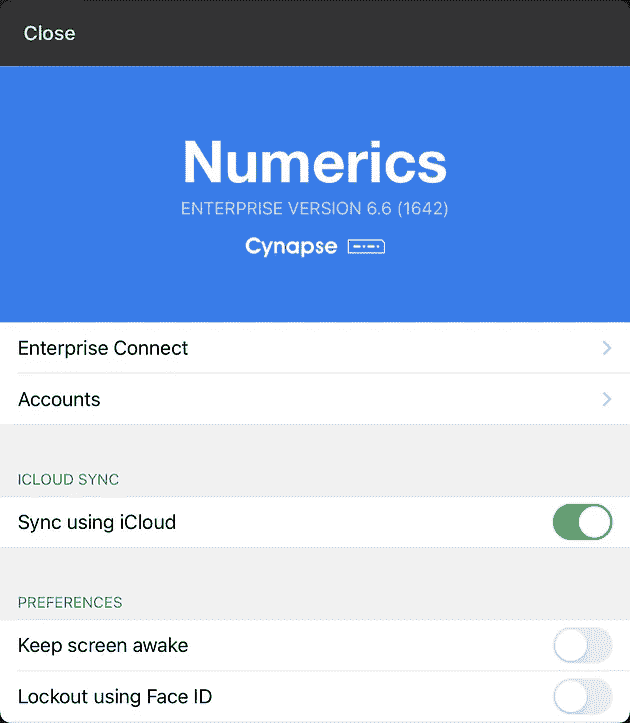 Close
Numerics
ENTERPRISE VERSION 6.6 (1642)
Cynapse
Enterprise Connect
Accounts
ICLOUD SYNC
Sync using iCloud
PREFERENCES
Keep screen awake
Lockout using Face ID